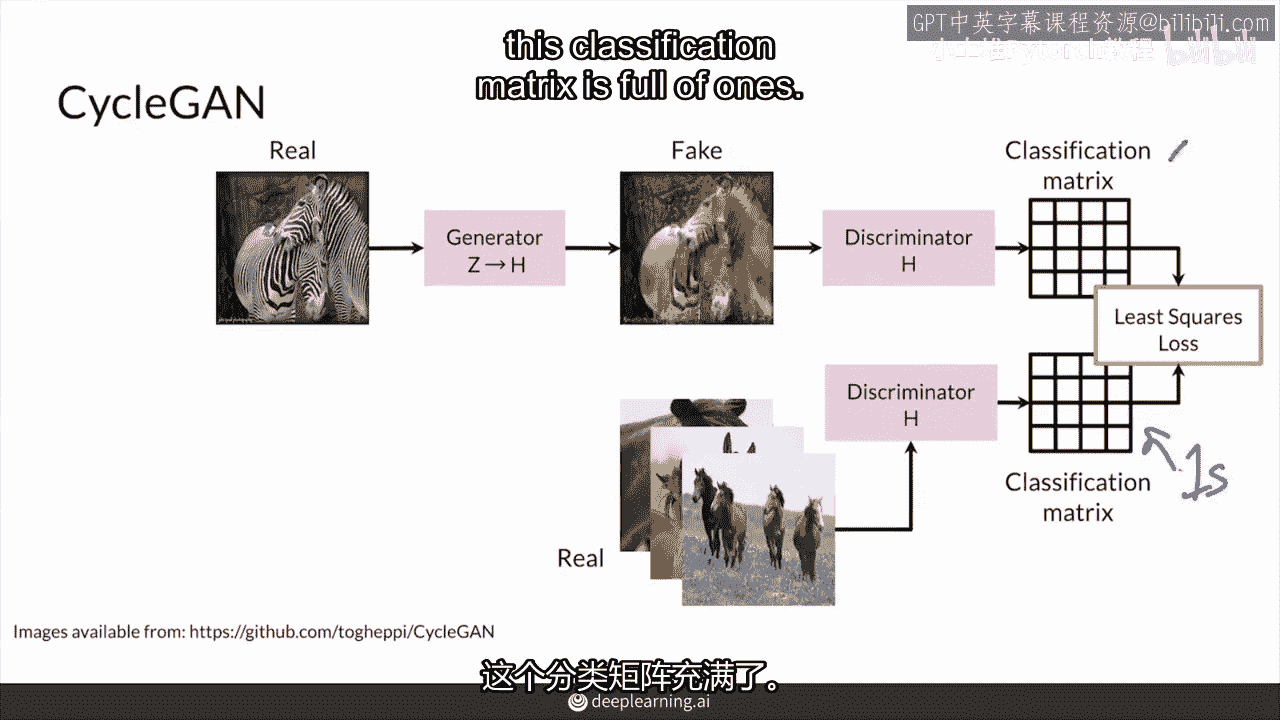 GPT中英字幕课程资源@bilibili.com
this classification
matrix is full of ones.
bilibili
CycleGAN
Real
Fake
Classification
matrix
Generator
Z → H
Discriminator
H
Least Squares
Loss
Discriminator
H
1s
Classification
matrix
Real
Images available from: https://github.com/togheppi/CycleGAN
这个分类矩阵充满了。
deeplearning.ai